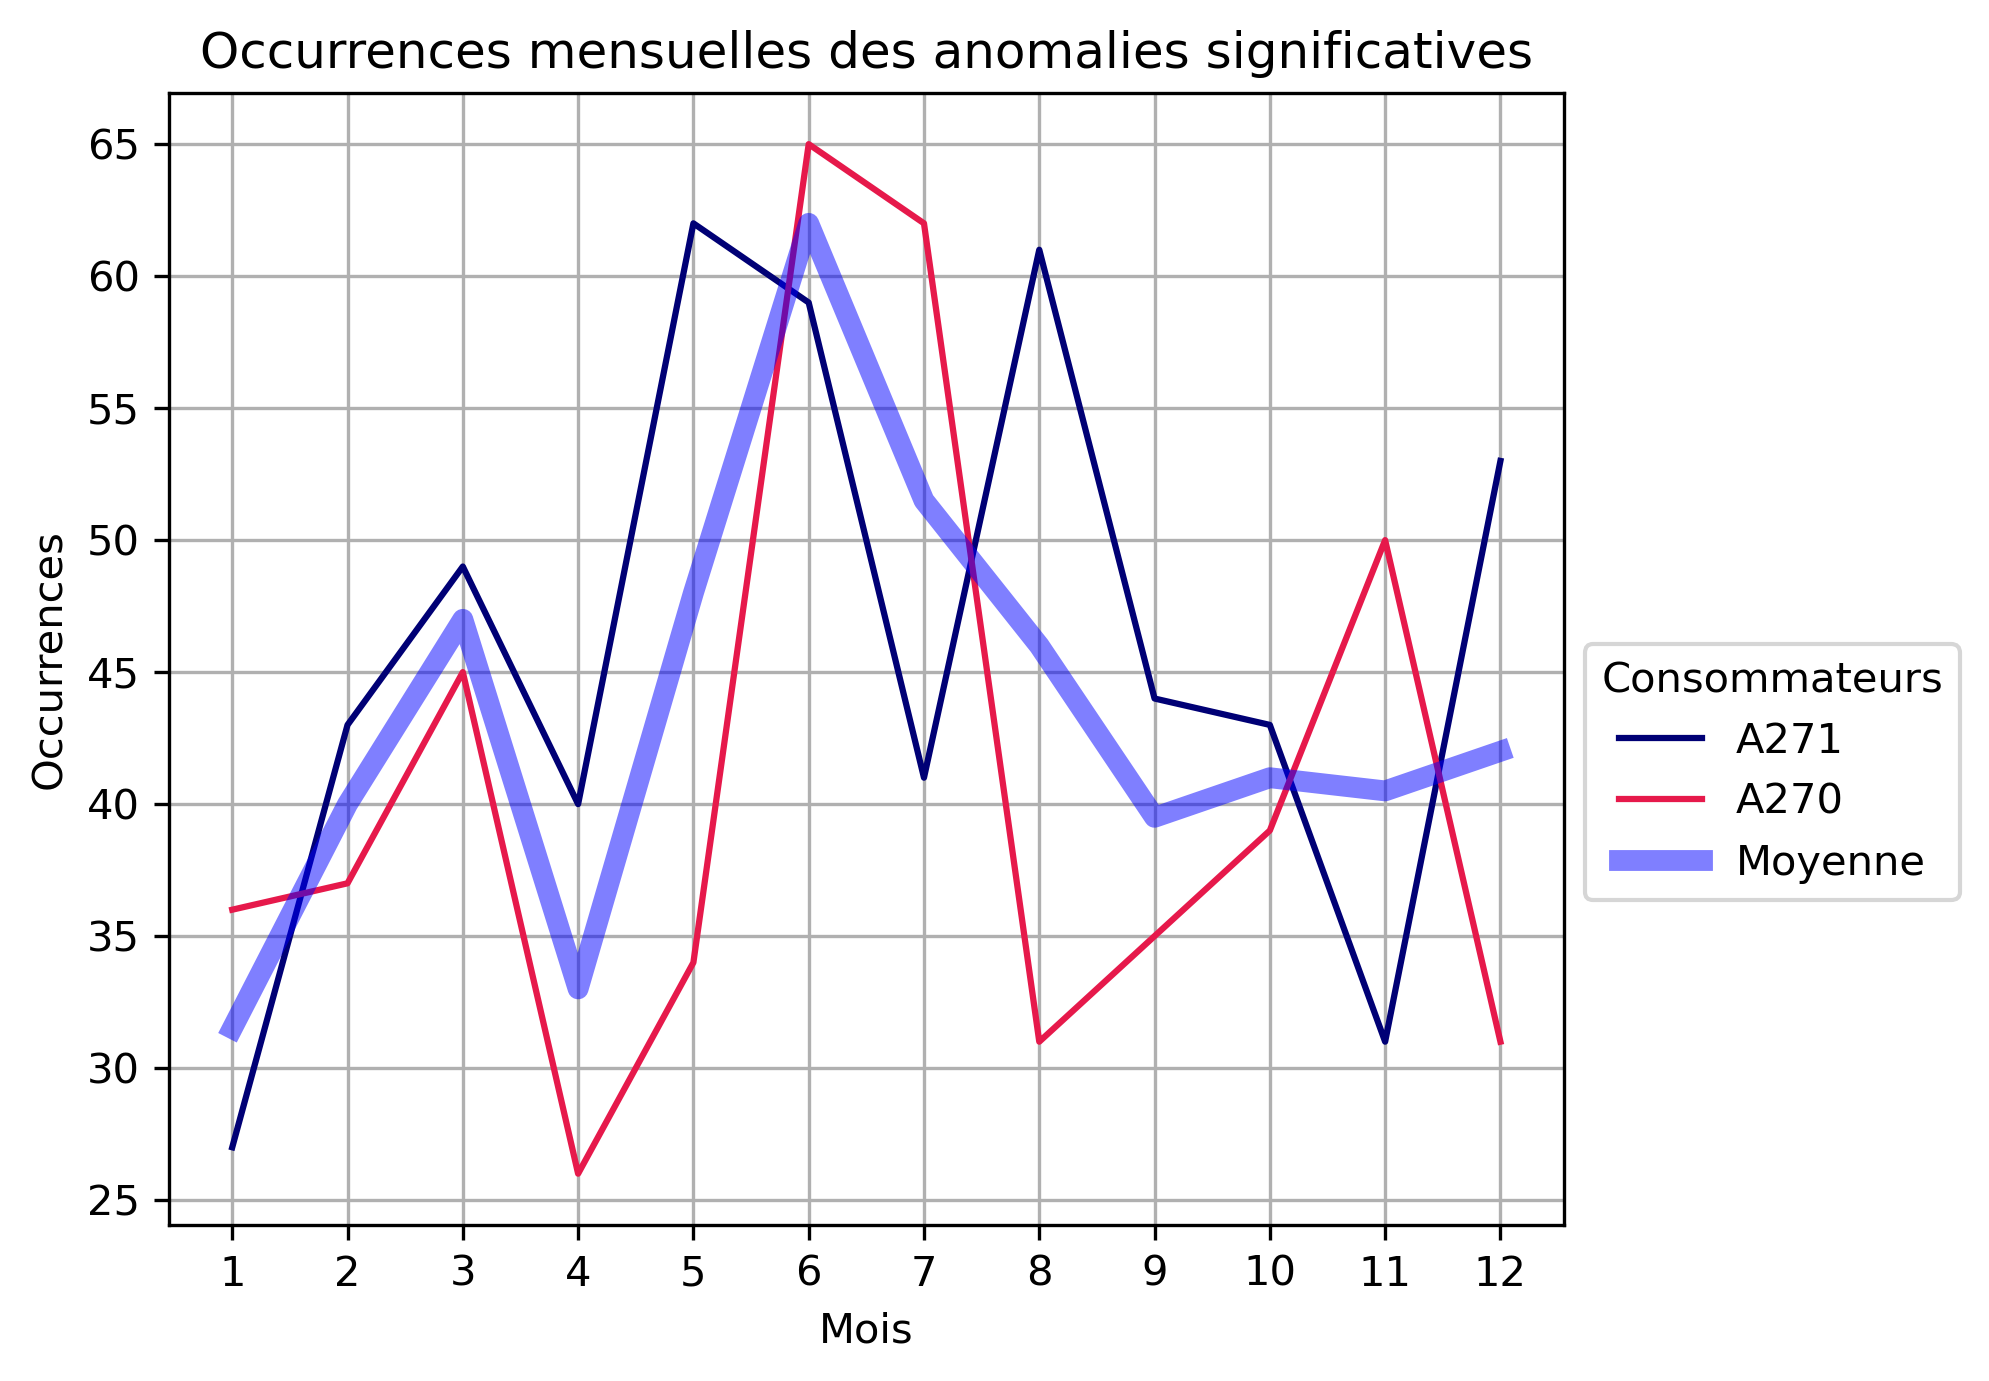 Occurrences mensuelles des anomalies significatives
65
60
55
50
45
40
35
30
25
Occurrences
1 2 3 4 5 6 7 8 9 10 11 12
Mois
Consommateurs
A271
A270
Moyenne